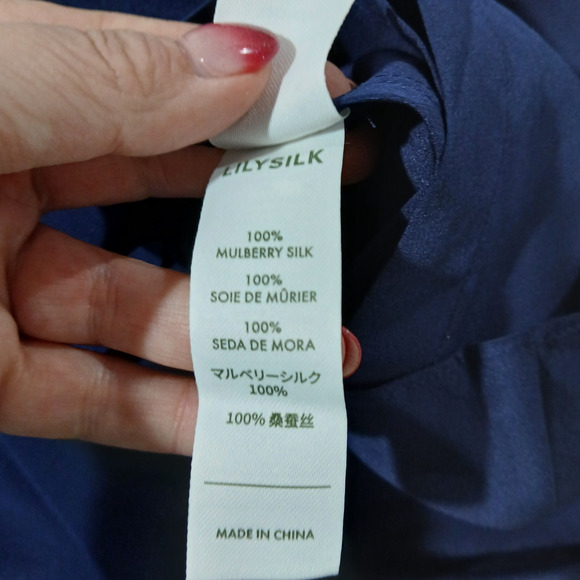 LILYSILK
100%
MULBERRY SILK
100%
SOIE DE MÛRIER
100%
SEDA DE MORA
マルベリーシルク
100%
100% 桑蚕丝
MADE IN CHINA